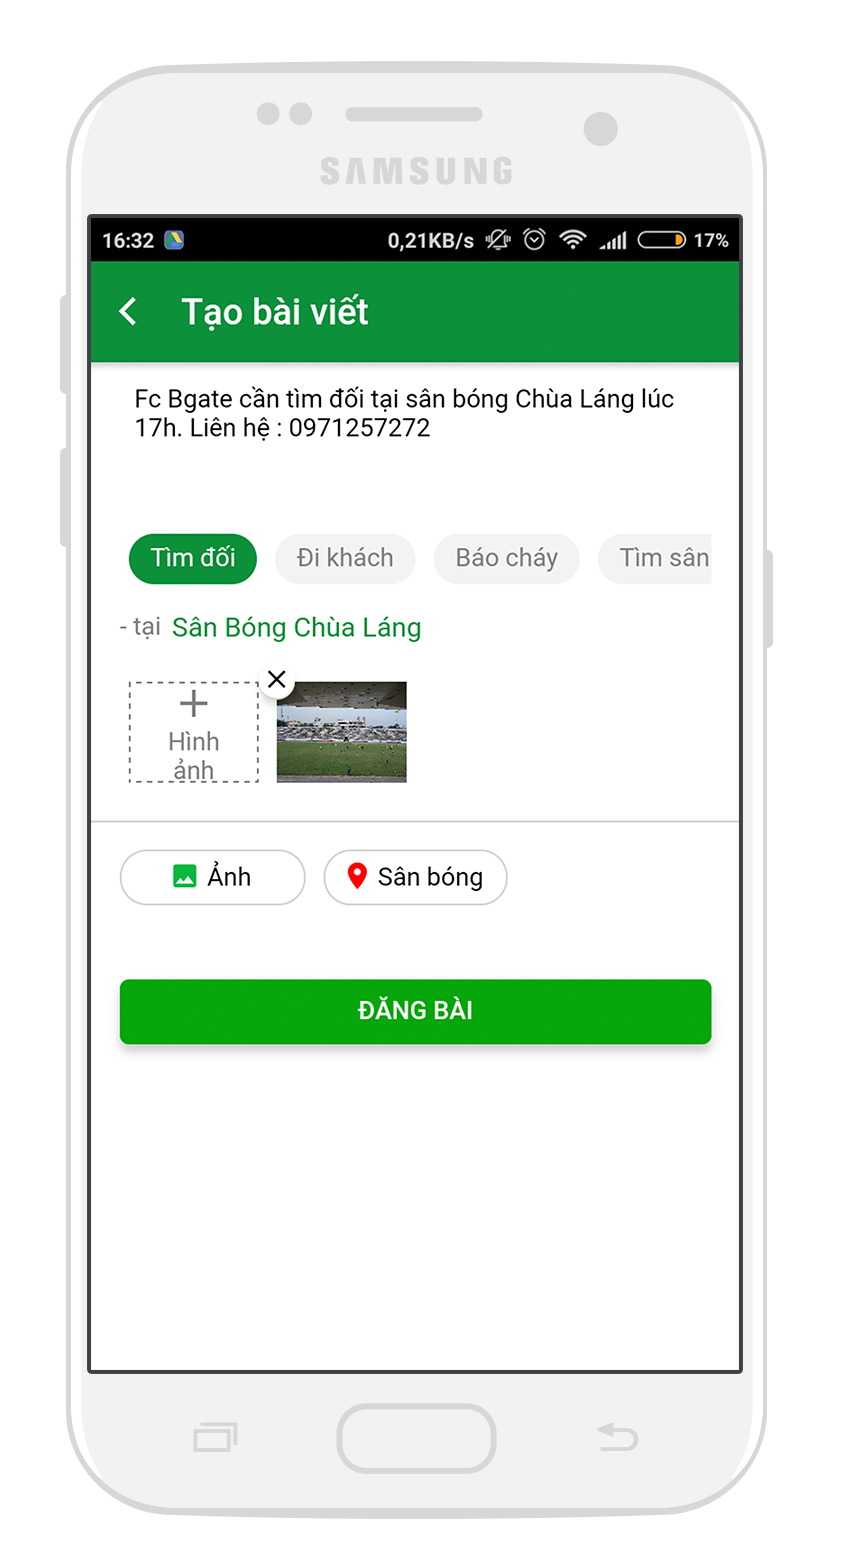 SAMSUNG
16:32 0,21KB/s 17%
Tạo bài viết
Fc Bgate cần tìm đối tại sân bóng Chùa Láng lúc
17h. Liên hệ : 0971257272
Tìm đối Đi khách Báo cháy Tìm sân
- tại Sân Bóng Chùa Láng
Hình
ảnh
Ảnh Sân bóng
ĐĂNG BÀI